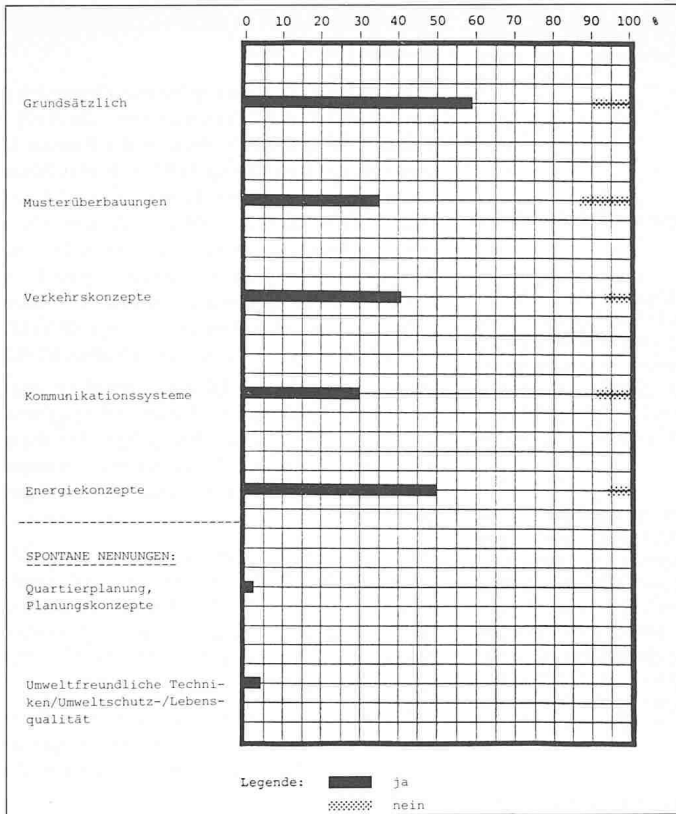 0 10 20 30 40 50 60 70 80 90 100 %
Grundsätzlich
Musterüberbauungen
Verkehrskonzepte
Kommunikationssysteme
Energiekonzepte
SPONTANE NENNUNGEN:
Quartierplanung,
Planungskonzepte
Umweltfreundliche Techni-
ken/Umweltschutz-/Lebens-
qualität
Legende: ja
nein